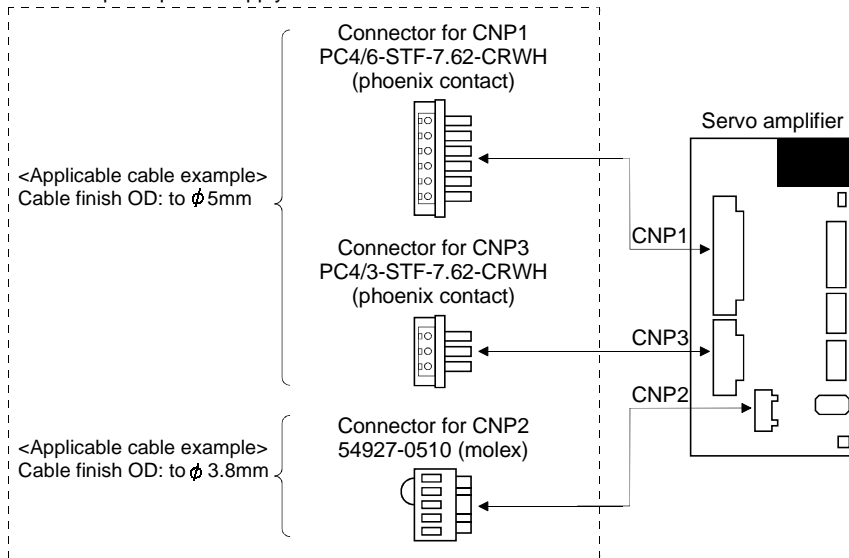 Connector for CNP1
PC4/6-STF-7.62-CRWH
(phoenix contact)
<Applicable cable example>
Cable finish OD: to ϕ5mm
Connector for CNP3
PC4/3-STF-7.62-CRWH
(phoenix contact)
<Applicable cable example>
Cable finish OD: to ϕ 3.8mm
Connector for CNP2
54927-0510 (molex)
Servo amplifier
CNP1
CNP3
CNP2